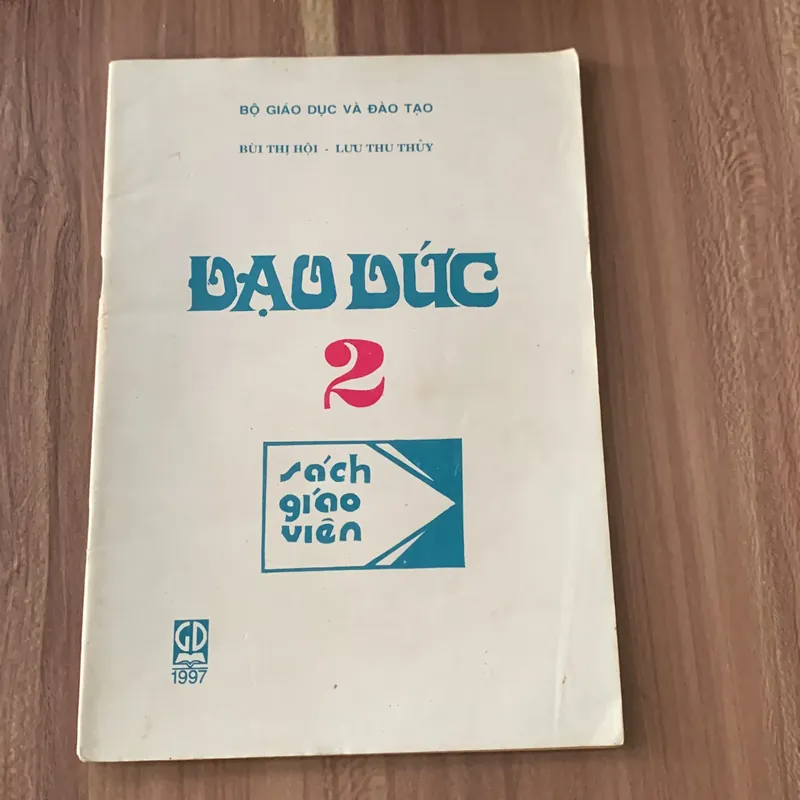 BỘ GIÁO DỤC VÀ ĐÀO TẠO
BÙI THỊ HỘI - LƯU THU THỦY
ĐẠO ĐỨC
2
sách
giáo
viên
GD
1997